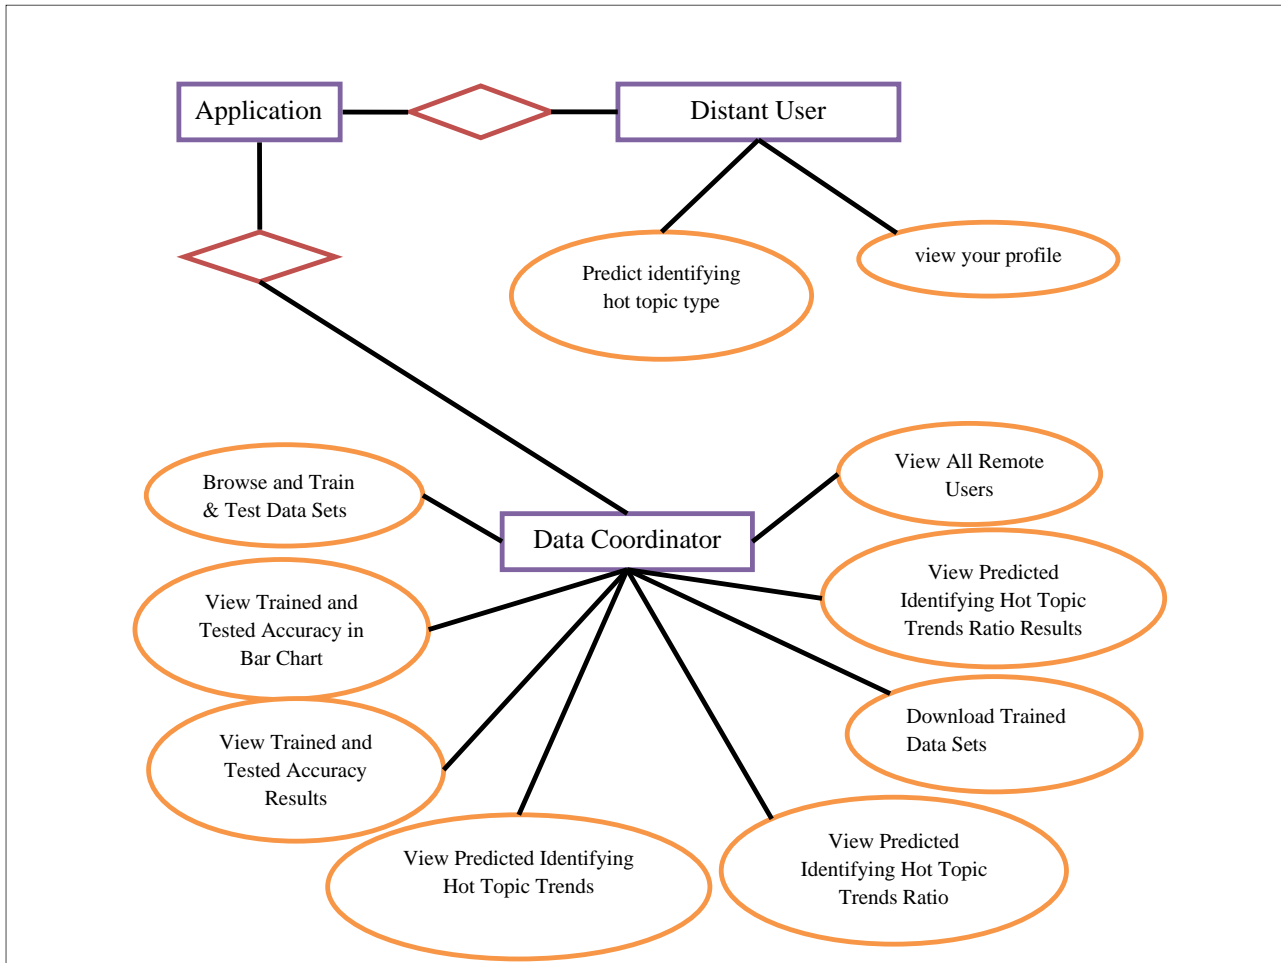 Application
Distant User
Predict identifying
hot topic type
view your profile
Browse and Train
& Test Data Sets
View All Remote
Users
Data Coordinator
View Trained and
Tested Accuracy in
Bar Chart
View Predicted
Identifying Hot Topic
Trends Ratio Results
View Trained and
Tested Accuracy
Results
Download Trained
Data Sets
View Predicted Identifying
Hot Topic Trends
View Predicted
Identifying Hot Topic
Trends Ratio